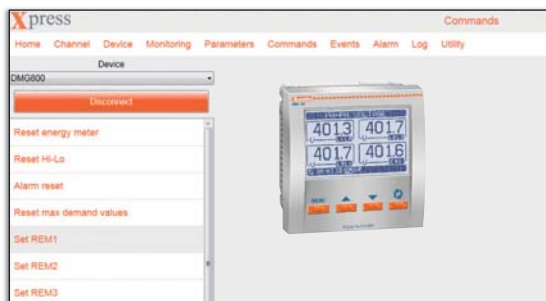 Xpress
Commands
Home Channel Device Monitoring Parameters Commands Events Alarm Log Utility
Device
DMG800
Disconnect
Reset energy meter
Reset Hi-Lo
Alarm reset
Reset max demand values
Set REM1
Set REM2
Set REM3
401.3 401.7
401.7 401.6
MENU